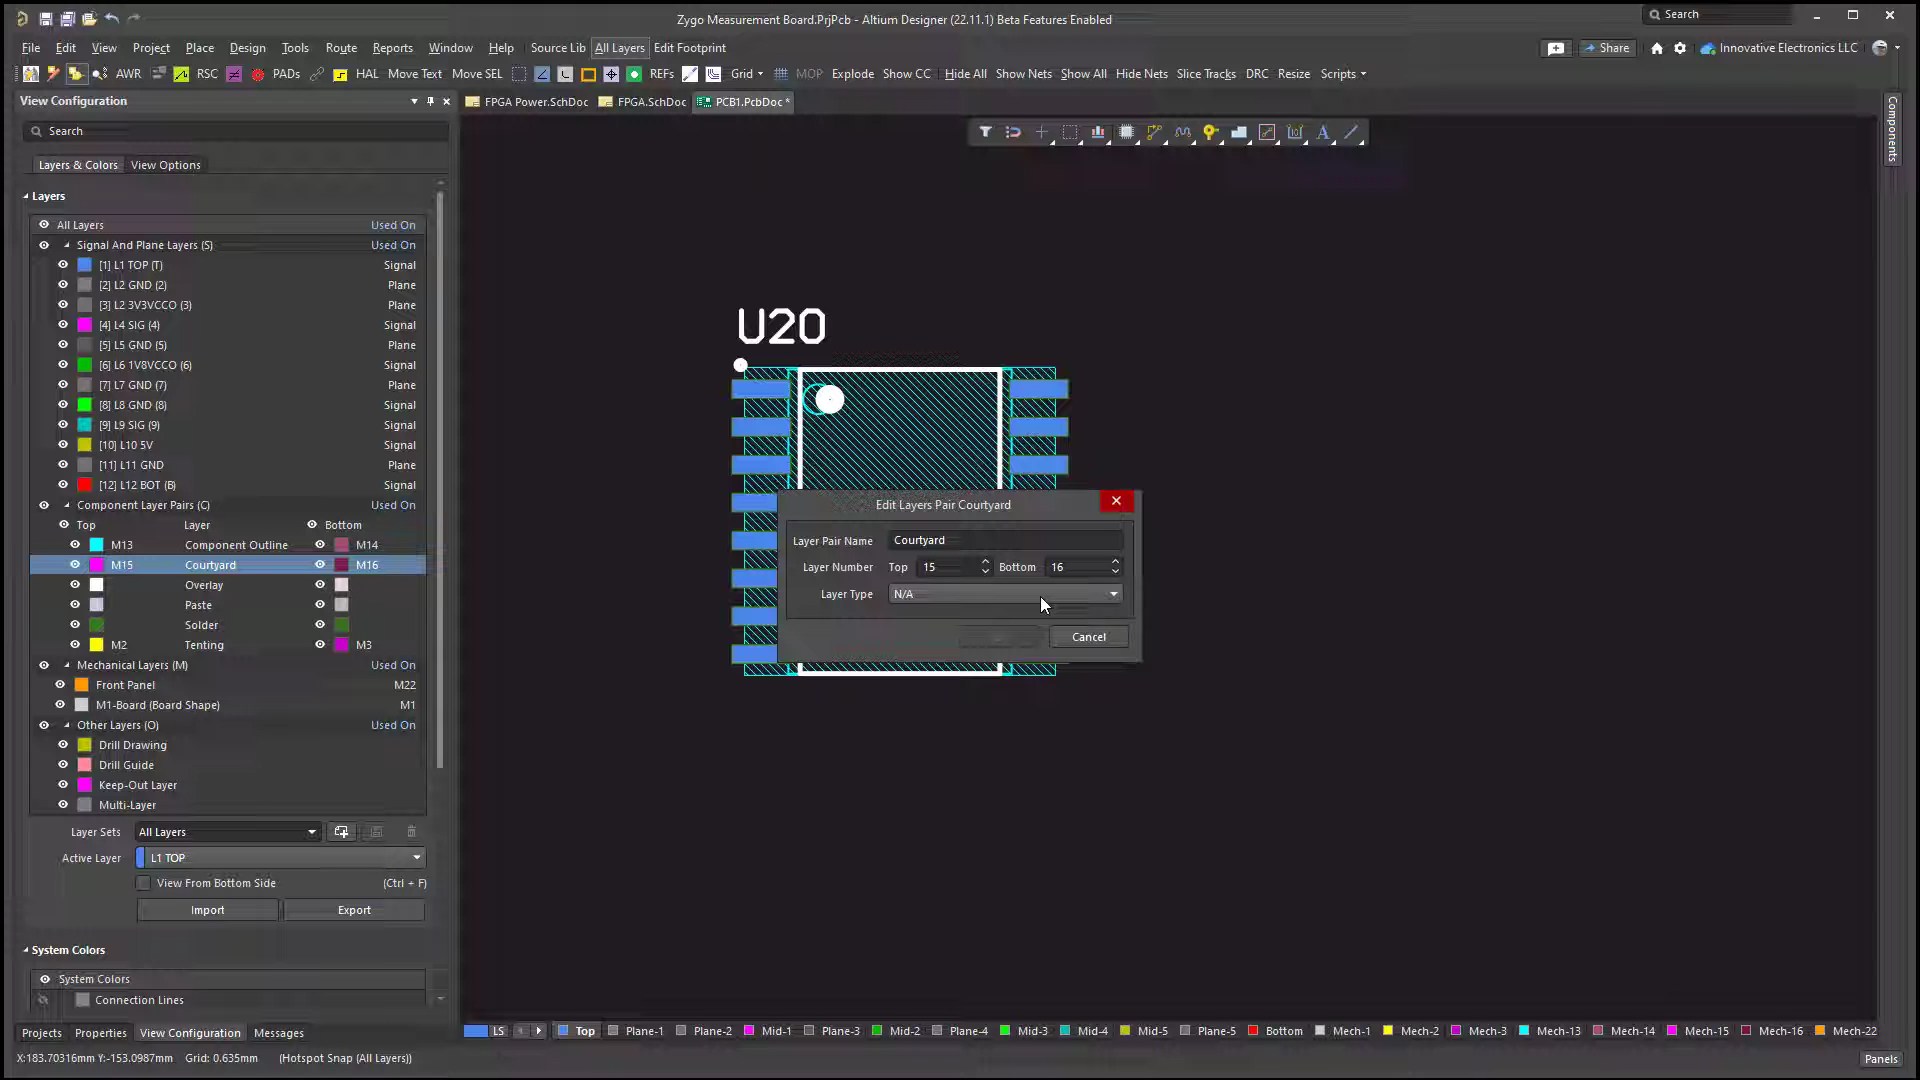 Zygo Measurement Board.PrjPcb - Altium Designer (22.11.1) Beta Features Enabled
Search
File Edit View Project Place Design Tools Route Reports Window Help Source Lib All Layers Edit Footprint
Share
Innovative Electronics LLC
AWR RSC PADs HAL Move Text Move SEL REFs Grid MOP Explode Show CC Hide All Show Nets Show All Hide Nets Slice Tracks DRC Resize Scripts
View Configuration
FPGA Power.SchDoc FPGA.SchDoc PCB1.PcbDoc *
Components
Search
Layers & Colors View Options
Layers
All Layers Used On
Signal And Plane Layers (S) Used On
[1] L1 TOP (T) Signal
[2] L2 GND (2) Plane
[3] L2 3V3VCCO (3) Plane
[4] L4 SIG (4) Signal
[5] L5 GND (5) Plane
[6] L6 1V8VCCO (6) Signal
[7] L7 GND (7) Plane
[8] L8 GND (8) Signal
[9] L9 SIG (9) Signal
[10] L10 5V Signal
[11] L11 GND Plane
[12] L12 BOT (B) Signal
Component Layer Pairs (C) Used On
Top Layer Bottom
M13 Component Outline M14
M15 Courtyard M16
Overlay
Paste
Solder
M2 Tenting M3
Mechanical Layers (M) Used On
Front Panel M22
M1-Board (Board Shape) M1
Other Layers (O) Used On
Drill Drawing
Drill Guide
Keep-Out Layer
Multi-Layer
Layer Sets All Layers
Active Layer L1 TOP
View From Bottom Side (Ctrl + F)
Import Export
System Colors
System Colors
Connection Lines
U20
Edit Layers Pair Courtyard
Layer Pair Name Courtyard
Layer Number Top 15 Bottom 16
Layer Type N/A
Cancel
Projects Properties View Configuration Messages
LS Top Plane-1 Plane-2 Mid-1 Plane-3 Mid-2 Plane-4 Mid-3 Mid-4 Mid-5 Plane-5 Bottom Mech-1 Mech-2 Mech-3 Mech-13 Mech-14 Mech-15 Mech-16 Mech-22
X:183.70316mm Y:-153.0987mm Grid: 0.635mm (Hotspot Snap (All Layers))
Panels